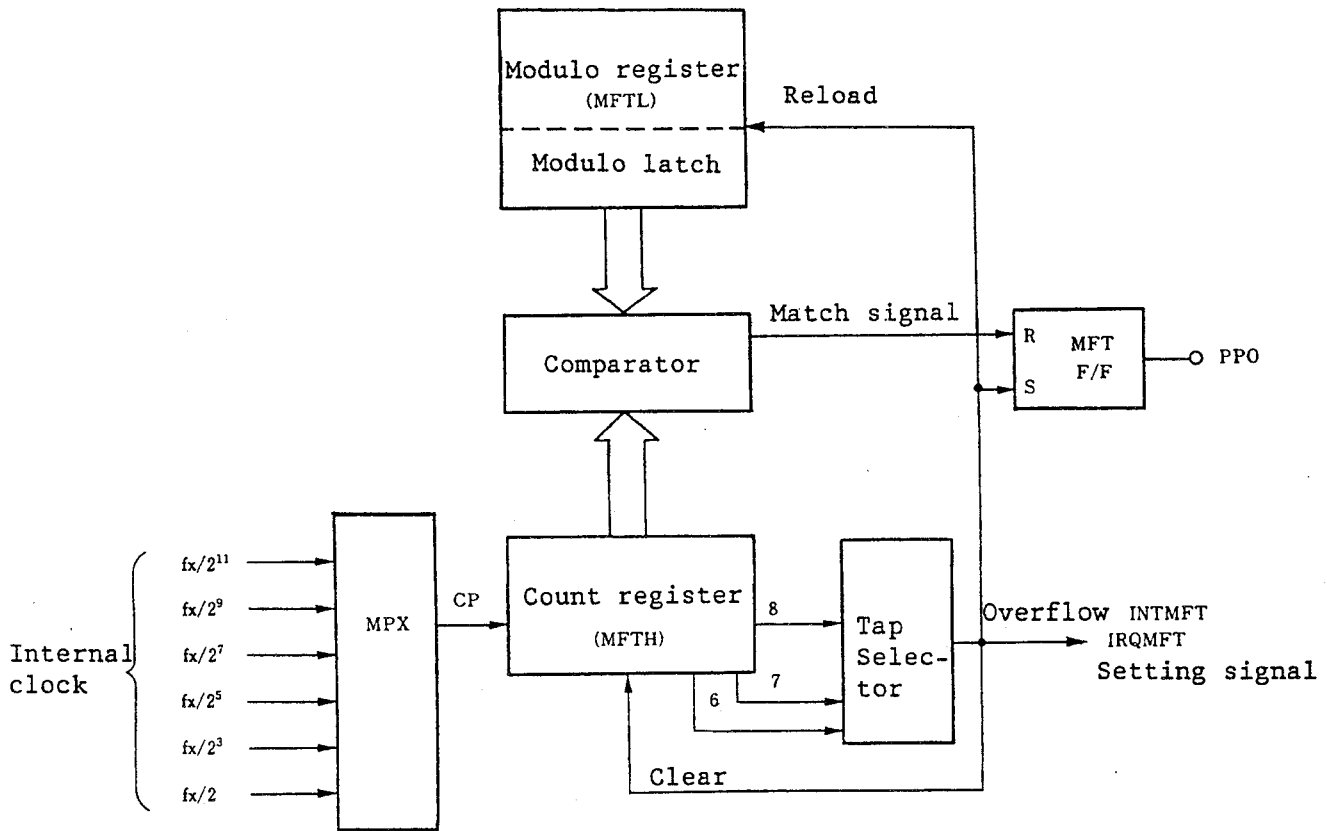 Modulo register
(MFTL)
Reload
Modulo latch
Match signal
R
MFT
F/F
S
PPO
Comparator
fx/2¹¹
fx/2⁹
fx/2⁷
fx/2⁵
fx/2³
fx/2
Internal
clock
MPX
CP
Count register
(MFTH)
8
7
6
Tap
Selec-
tor
Overflow INTMFT
IRQMFT
Setting signal
Clear